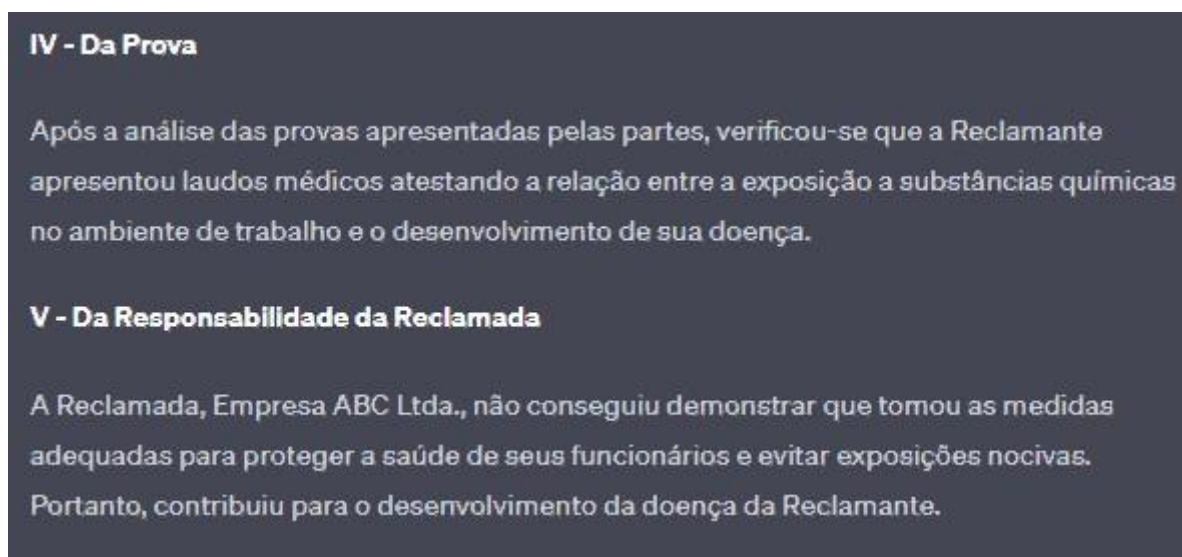 IV - Da Prova
Após a análise das provas apresentadas pelas partes, verificou-se que a Reclamante
apresentou laudos médicos atestando a relação entre a exposição a substâncias químicas
no ambiente de trabalho e o desenvolvimento de sua doença.
V - Da Responsabilidade da Reclamada
A Reclamada, Empresa ABC Ltda., não conseguiu demonstrar que tomou as medidas
adequadas para proteger a saúde de seus funcionários e evitar exposições nocivas.
Portanto, contribuiu para o desenvolvimento da doença da Reclamante.